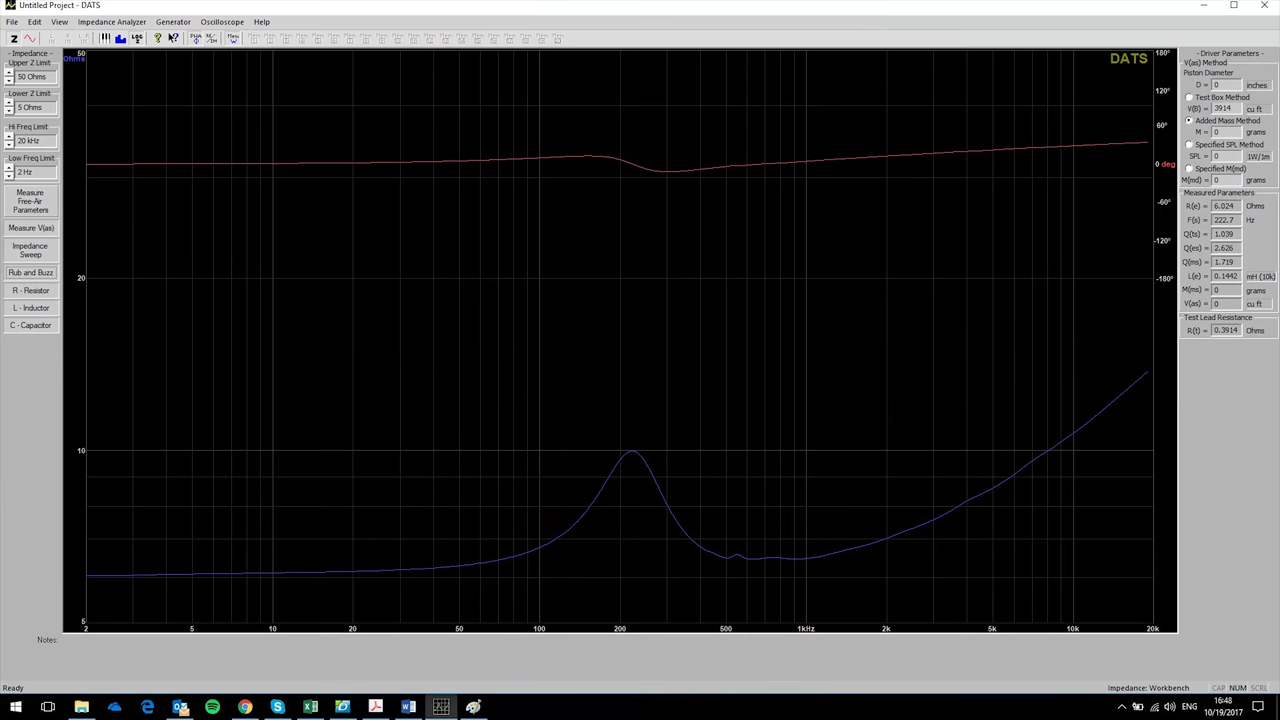 Untitled Project - DATS
File Edit View Impedance Analyzer Generator Oscilloscope Help
- Impedance -
Upper Z Limit
50 Ohms
Lower Z Limit
5 Ohms
Hi Freq Limit
20 kHz
Low Freq Limit
2 Hz
Measure
Free-Air
Parameters
Measure V(as)
Impedance
Sweep
Rub and Buzz
R - Resistor
L - Inductor
C - Capacitor
50
Ohms
20
10
5
DATS
180°
120°
60°
0 deg
-60°
-120°
-180°
2 5 10 20 50 100 200 500 1kHz 2k 5k 10k 20k
- Driver Parameters -
V(as) Method
Piston Diameter
D = 0 inches
Test Box Method
V(B) = 3914 cu ft
Added Mass Method
M = 0 grams
Specified SPL Method
SPL = 0 1W/1m
Specified M(md)
M(md) = 0 grams
Measured Parameters
R(e) = 6.024 Ohms
F(s) = 222.7 Hz
Q(ts) = 1.039
Q(es) = 2.626
Q(ms) = 1.719
L(e) = 0.1442 mH (10k)
M(ms) = 0 grams
V(as) = 0 cu ft
Test Lead Resistance
R(t) = 0.3914 Ohms
Notes:
Ready
Impedance: Workbench CAP NUM SCRL
ENG
16:48
10/19/2017